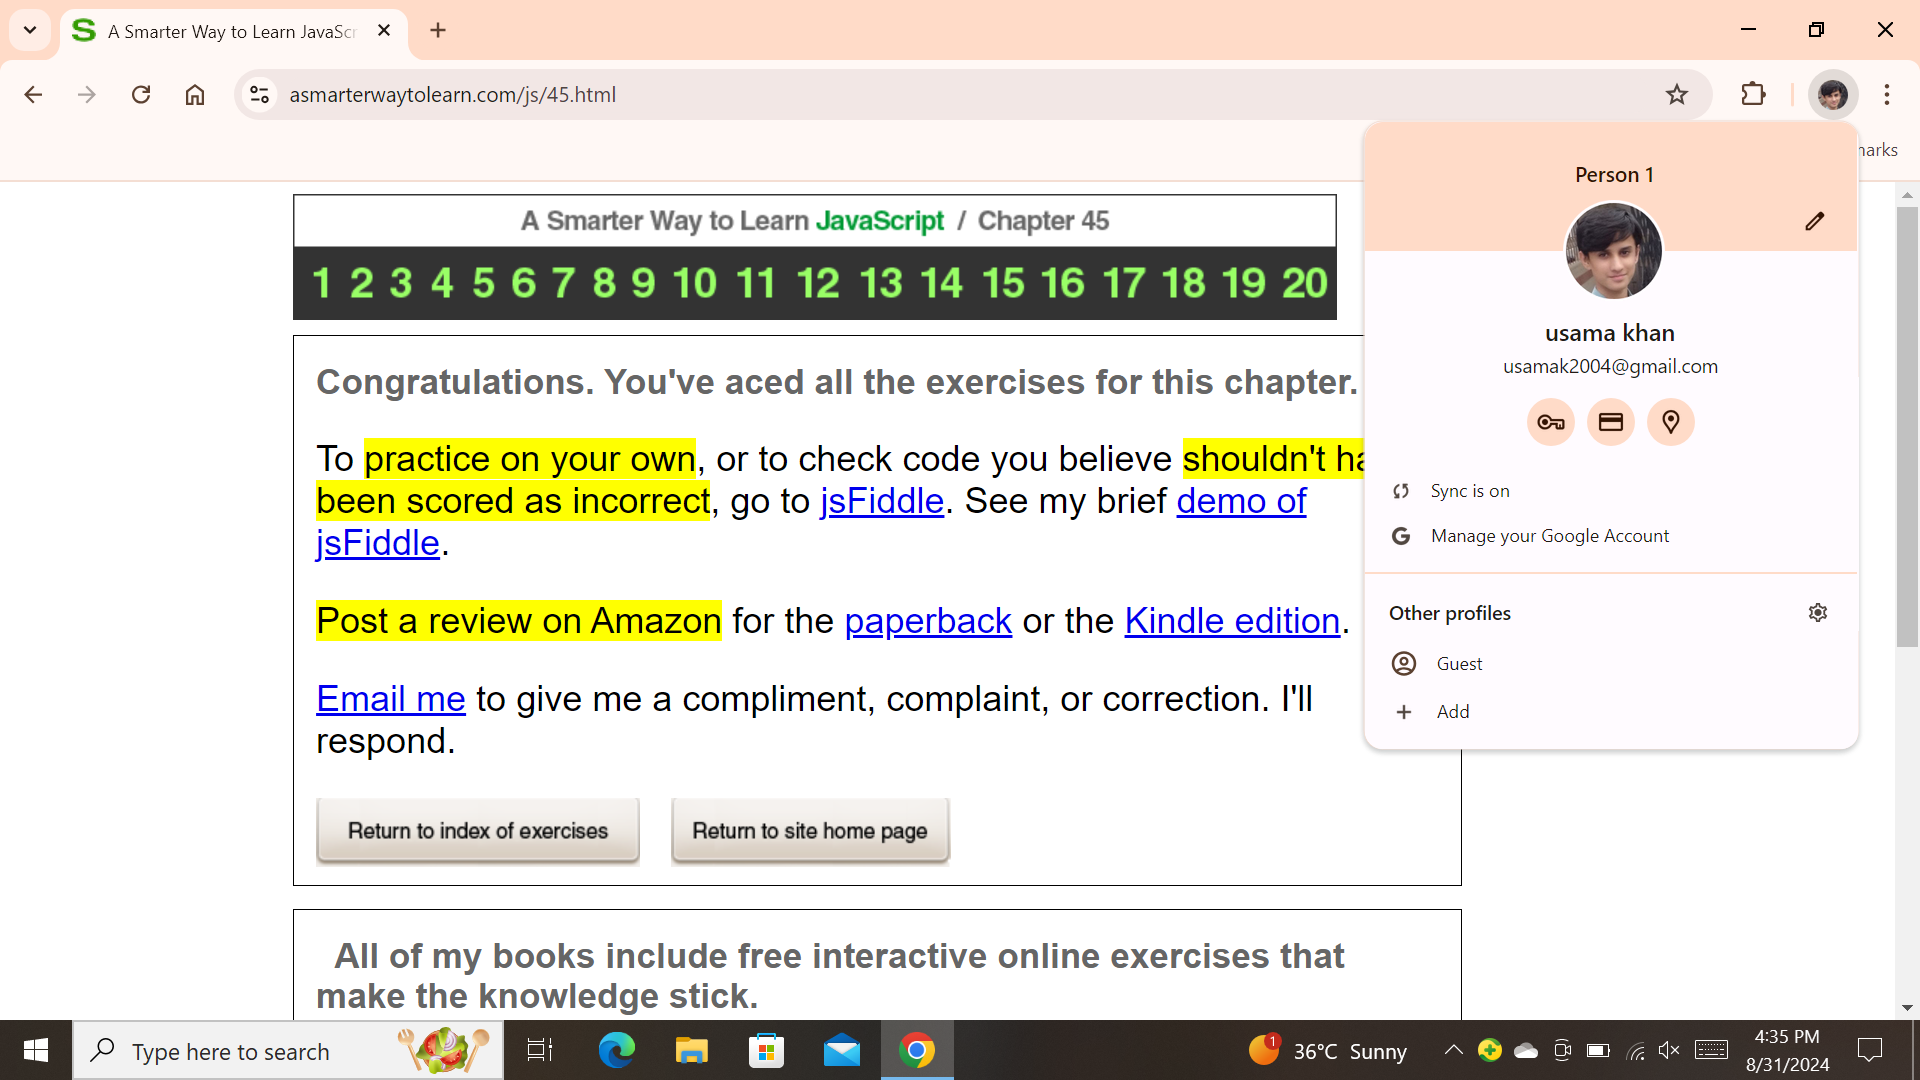 A Smarter Way to Learn JavaScr
asmarterwaytolearn.com/js/45.html
Person 1
usama khan
usamak2004@gmail.com
Sync is on
Manage your Google Account
Other profiles
Guest
Add
A Smarter Way to Learn JavaScript / Chapter 45
1 2 3 4 5 6 7 8 9 10 11 12 13 14 15 16 17 18 19 20
Congratulations. You've aced all the exercises for this chapter.
To practice on your own, or to check code you believe shouldn't ha
been scored as incorrect, go to jsFiddle. See my brief demo of
jsFiddle.
Post a review on Amazon for the paperback or the Kindle edition.
Email me to give me a compliment, complaint, or correction. I'll
respond.
Return to index of exercises Return to site home page
All of my books include free interactive online exercises that
make the knowledge stick.
Type here to search
1
36°C Sunny
4:35 PM
8/31/2024